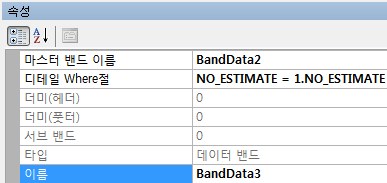 속성
마스터 밴드 이름 BandData2
디테일 Where절 NO_ESTIMATE = 1.NO_ESTIMATE
더미(헤더) 0
더미(풋터) 0
서브 밴드 0
타입 데이터 밴드
이름 BandData3